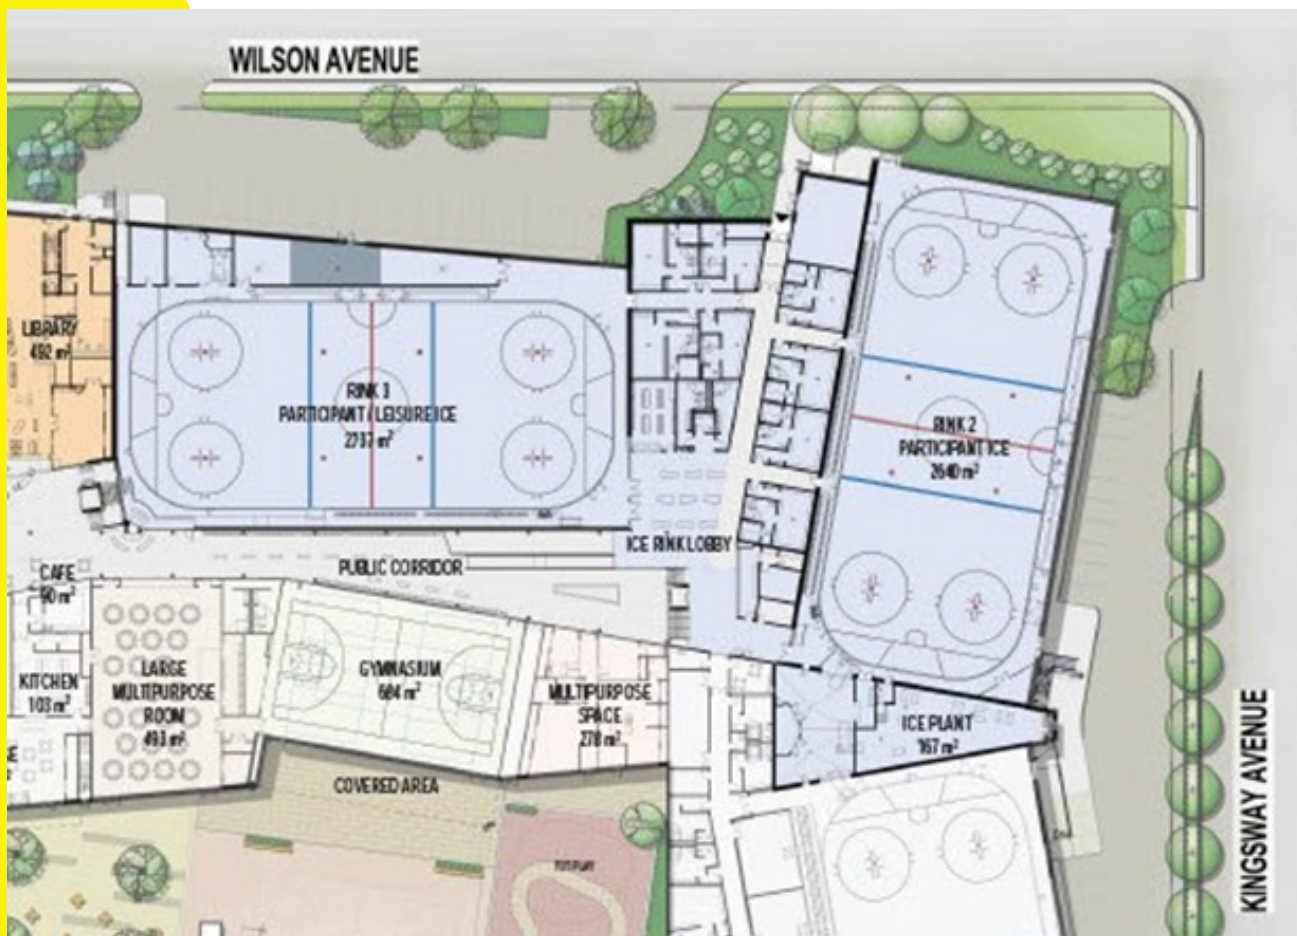 WILSON AVENUE
LIBRARY
492 m²
RINK 1
PARTICIPANT / LEISURE ICE
2737 m²
RINK 2
PARTICIPANT ICE
2640 m²
ICE RINK LOBBY
PUBLIC CORRIDOR
CAFE
90 m²
KITCHEN
103 m²
LARGE
MULTIPURPOSE
ROOM
493 m²
GYMNASIUM
684 m²
MULTIPURPOSE
SPACE
278 m²
ICE PLANT
167 m²
COVERED AREA
KINGSWAY AVENUE